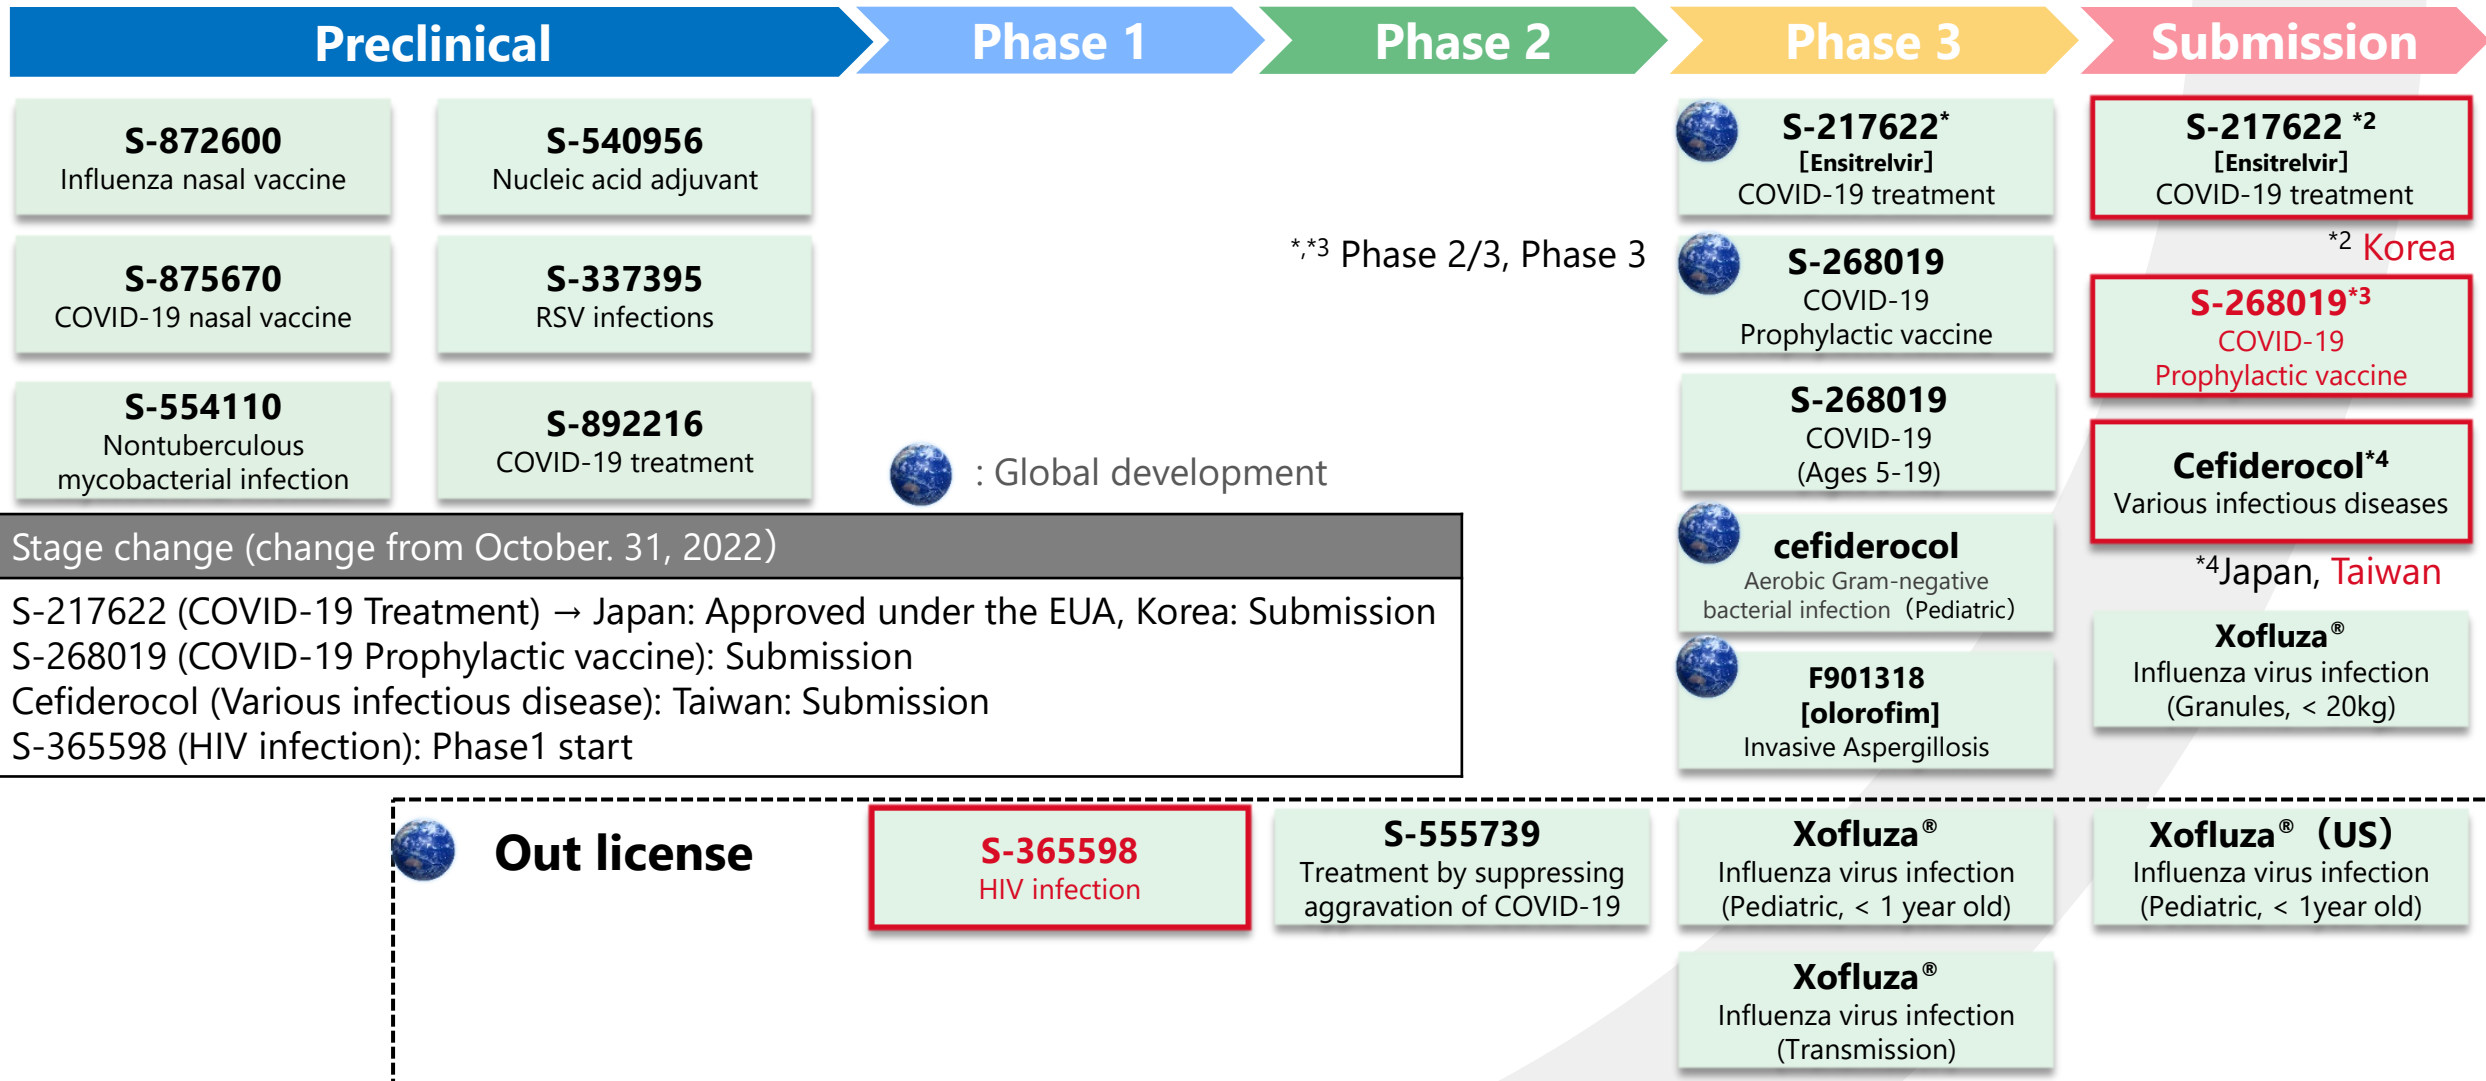 Preclinical
Phase 1
Phase 2
Phase 3
Submission
S-872600
Influenza nasal vaccine
S-540956
Nucleic acid adjuvant
S-875670
COVID-19 nasal vaccine
S-337395
RSV infections
S-554110
Nontuberculous
mycobacterial infection
S-892216
COVID-19 treatment
: Global development
*,*3 Phase 2/3, Phase 3
S-217622*
[Ensitrelvir]
COVID-19 treatment
S-268019
COVID-19
Prophylactic vaccine
S-268019
COVID-19
(Ages 5-19)
cefiderocol
Aerobic Gram-negative
bacterial infection（Pediatric）
F901318
[olorofim]
Invasive Aspergillosis
S-217622 *2
[Ensitrelvir]
COVID-19 treatment
*2 Korea
S-268019*3
COVID-19
Prophylactic vaccine
Cefiderocol*4
Various infectious diseases
*4Japan, Taiwan
Xofluza®
Influenza virus infection
(Granules, < 20kg)
Stage change (change from October. 31, 2022）
S-217622 (COVID-19 Treatment) → Japan: Approved under the EUA, Korea: Submission
S-268019 (COVID-19 Prophylactic vaccine): Submission
Cefiderocol (Various infectious disease): Taiwan: Submission
S-365598 (HIV infection): Phase1 start
Out license
S-365598
HIV infection
S-555739
Treatment by suppressing
aggravation of COVID-19
Xofluza®
Influenza virus infection
(Pediatric, < 1 year old)
Xofluza®（US）
Influenza virus infection
(Pediatric, < 1year old)
Xofluza®
Influenza virus infection
(Transmission)